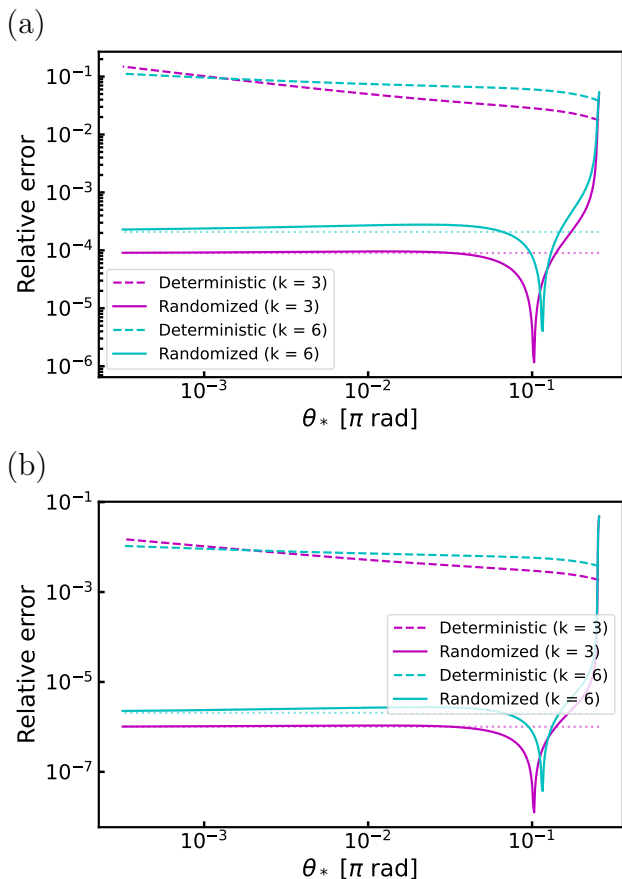 (a)
10⁻¹
10⁻²
10⁻³
10⁻⁴
10⁻⁵
10⁻⁶
Relative error
Deterministic (k = 3)
Randomized (k = 3)
Deterministic (k = 6)
Randomized (k = 6)
10⁻³ 10⁻² 10⁻¹
θ* [π rad]
(b)
10⁻¹
10⁻³
10⁻⁵
10⁻⁷
Relative error
Deterministic (k = 3)
Randomized (k = 3)
Deterministic (k = 6)
Randomized (k = 6)
10⁻³ 10⁻² 10⁻¹
θ* [π rad]